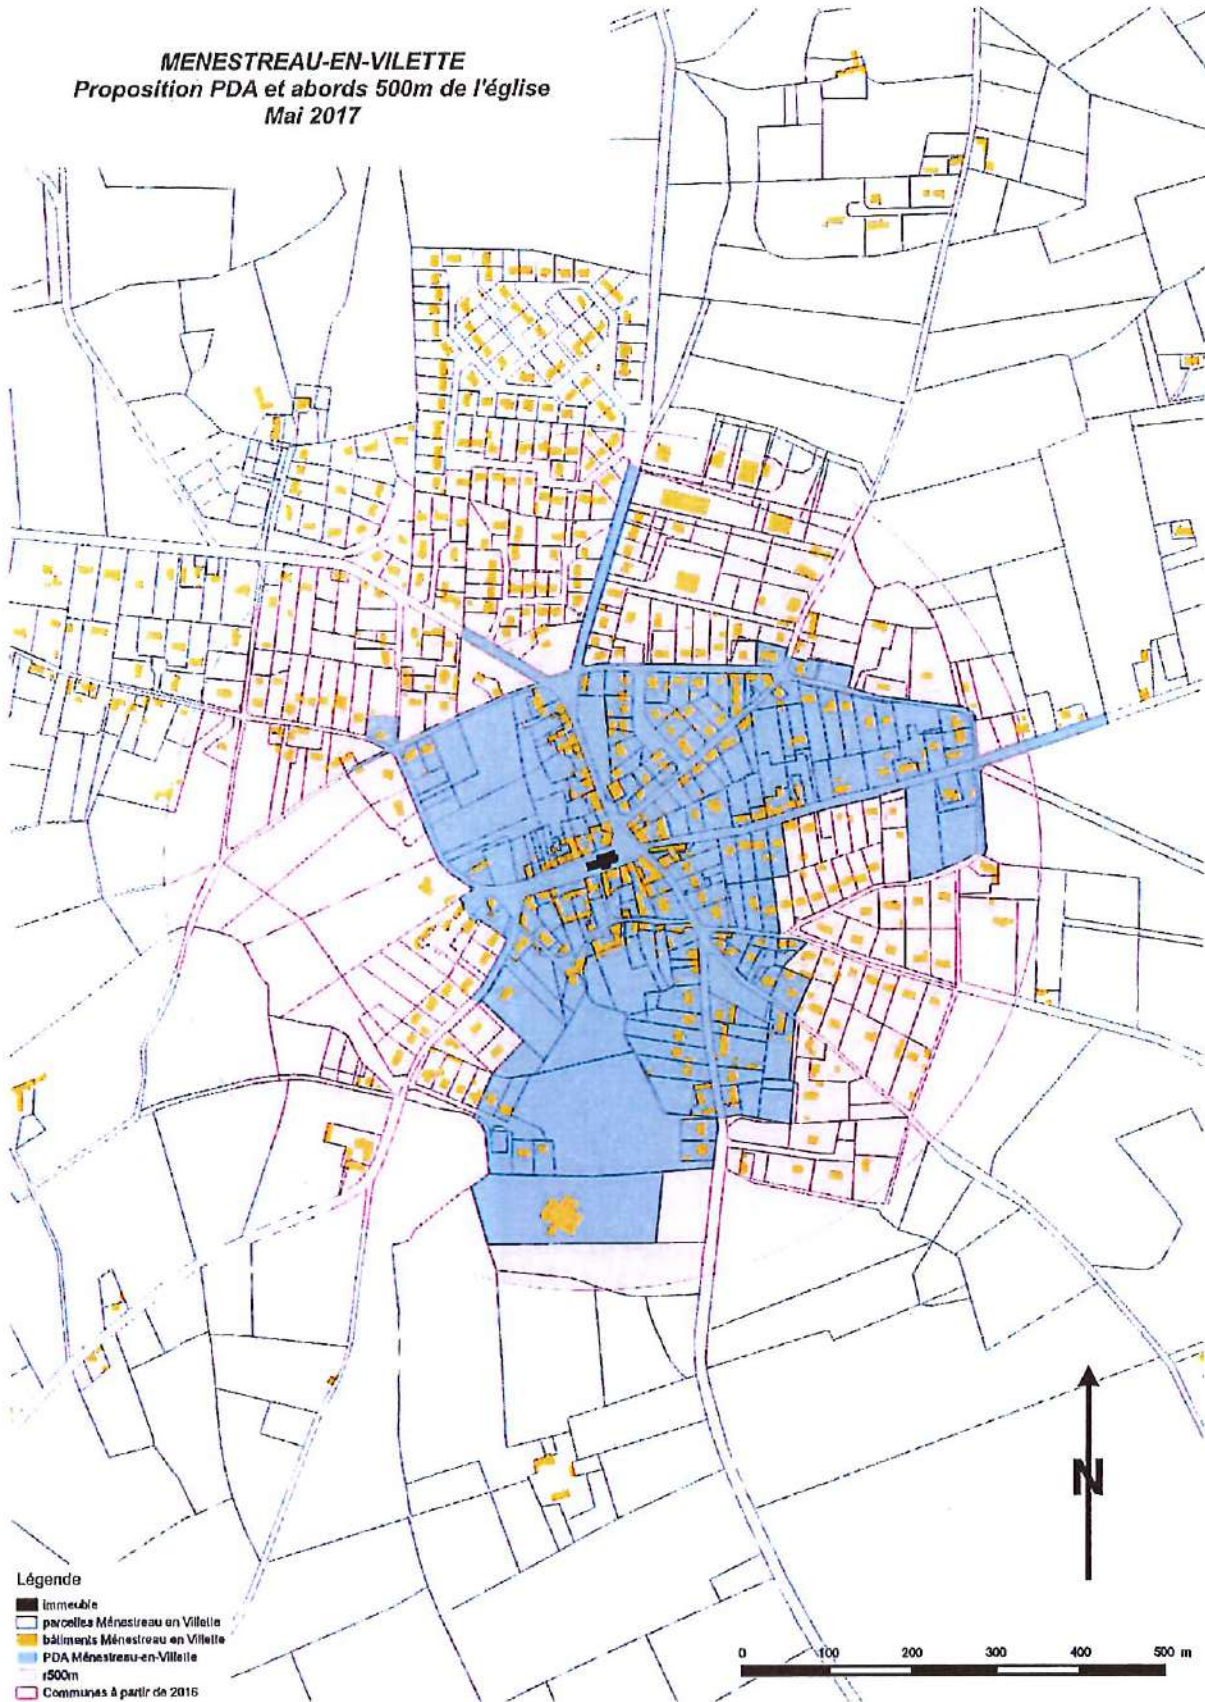 MENESTREAU-EN-VILETTE
Proposition PDA et abords 500m de l'église
Mai 2017
N
Légende
immeuble
parcelles Ménestreau en Villette
bâtiments Ménestreau en Villette
PDA Ménestreau-en-Villette
r500m
Communes à partir de 2016
0 100 200 300 400 500 m